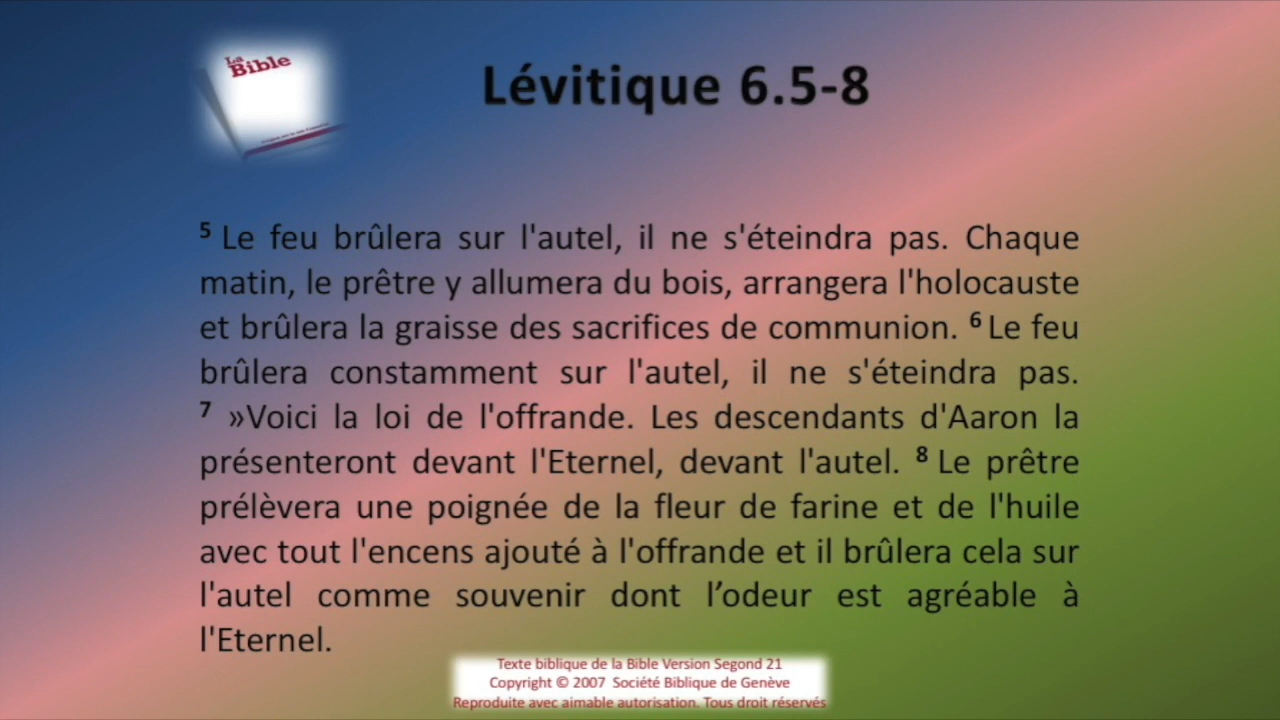 La
Bible
Lévitique 6.5-8
5 Le feu brûlera sur l'autel, il ne s'éteindra pas. Chaque
matin, le prêtre y allumera du bois, arrangera l'holocauste
et brûlera la graisse des sacrifices de communion. 6 Le feu
brûlera constamment sur l'autel, il ne s'éteindra pas.
7 »Voici la loi de l'offrande. Les descendants d'Aaron la
présenteront devant l'Eternel, devant l'autel. 8 Le prêtre
prélèvera une poignée de la fleur de farine et de l'huile
avec tout l'encens ajouté à l'offrande et il brûlera cela sur
l'autel comme souvenir dont l’odeur est agréable à
l'Eternel.
Texte biblique de la Bible Version Segond 21
Copyright © 2007 Société Biblique de Genève
Reproduite avec aimable autorisation. Tous droit réservés